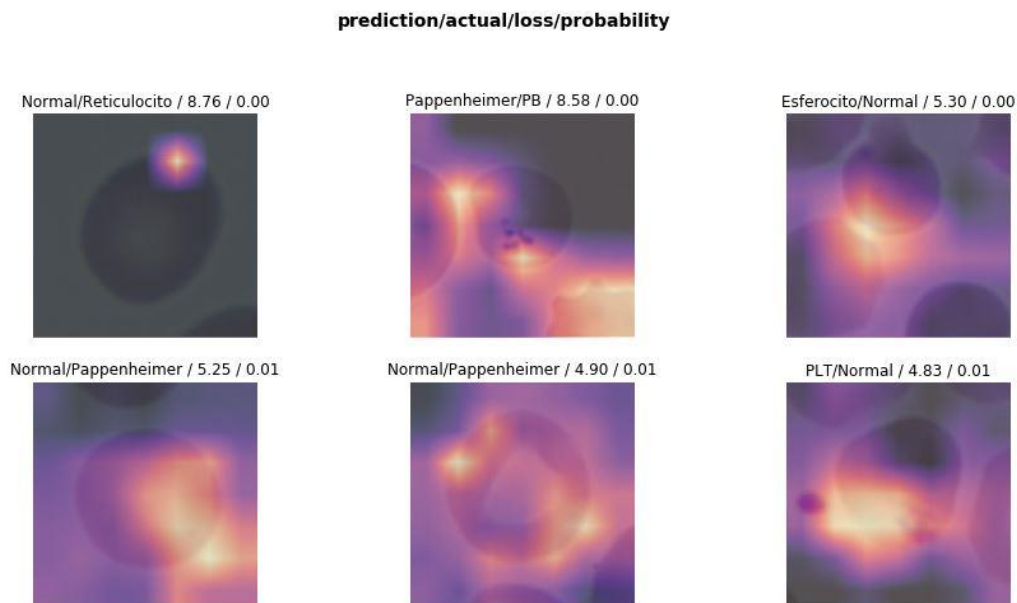 prediction/actual/loss/probability
Normal/Reticulocito / 8.76 / 0.00
Pappenheimer/PB / 8.58 / 0.00
Esferocito/Normal / 5.30 / 0.00
Normal/Pappenheimer / 5.25 / 0.01
Normal/Pappenheimer / 4.90 / 0.01
PLT/Normal / 4.83 / 0.01